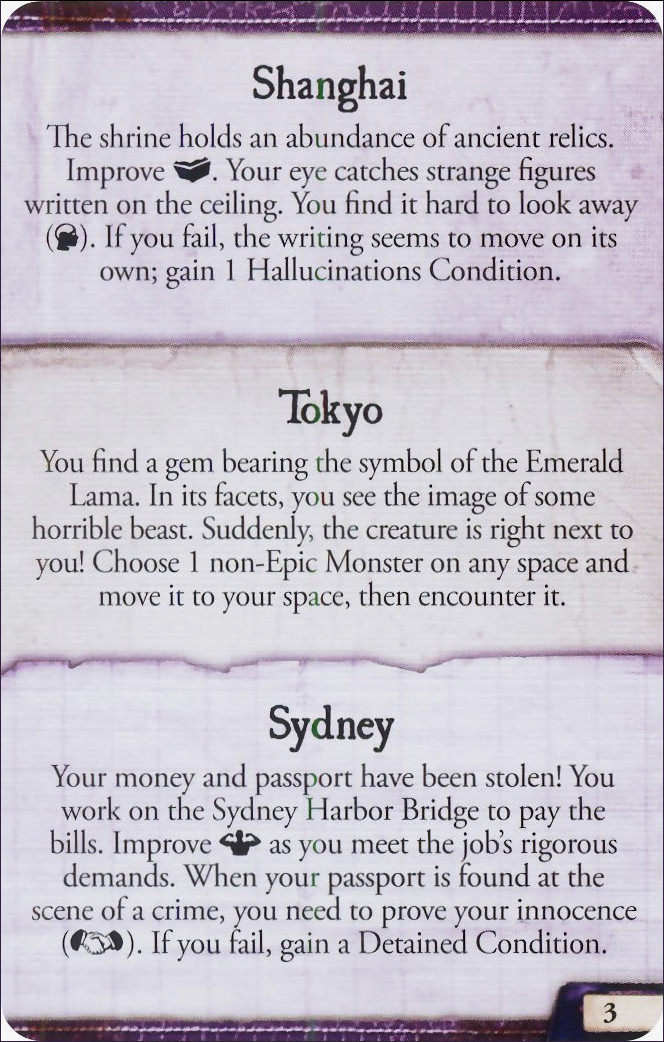 Shanghai
The shrine holds an abundance of ancient relics.
Improve . Your eye catches strange figures
written on the ceiling. You find it hard to look away
(). If you fail, the writing seems to move on its
own; gain 1 Hallucinations Condition.
Tokyo
You find a gem bearing the symbol of the Emerald
Lama. In its facets, you see the image of some
horrible beast. Suddenly, the creature is right next to
you! Choose 1 non-Epic Monster on any space and
move it to your space, then encounter it.
Sydney
Your money and passport have been stolen! You
work on the Sydney Harbor Bridge to pay the
bills. Improve as you meet the job's rigorous
demands. When your passport is found at the
scene of a crime, you need to prove your innocence
(). If you fail, gain a Detained Condition.
3